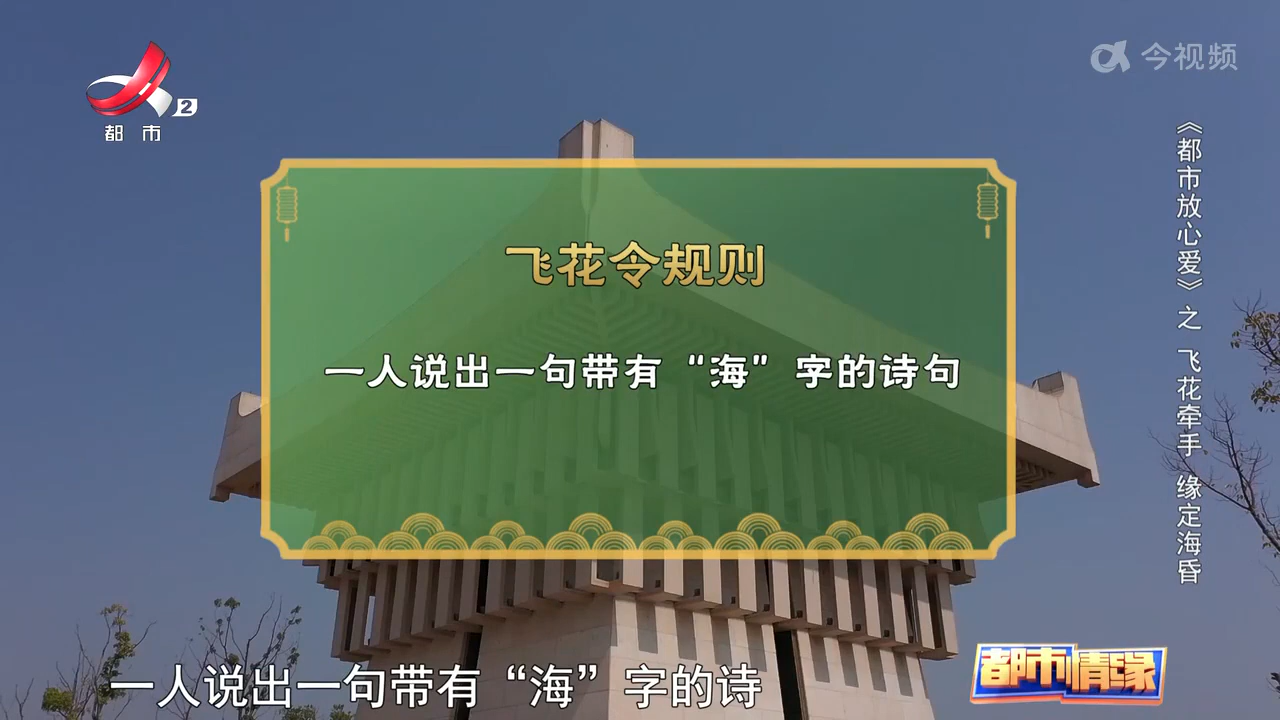 2
都 市
今视频
《都市放心爱》之 飞花牵手 缘定海昏
飞花令规则
一人说出一句带有“海”字的诗句
一人说出一句带有“海”字的诗
都市情缘